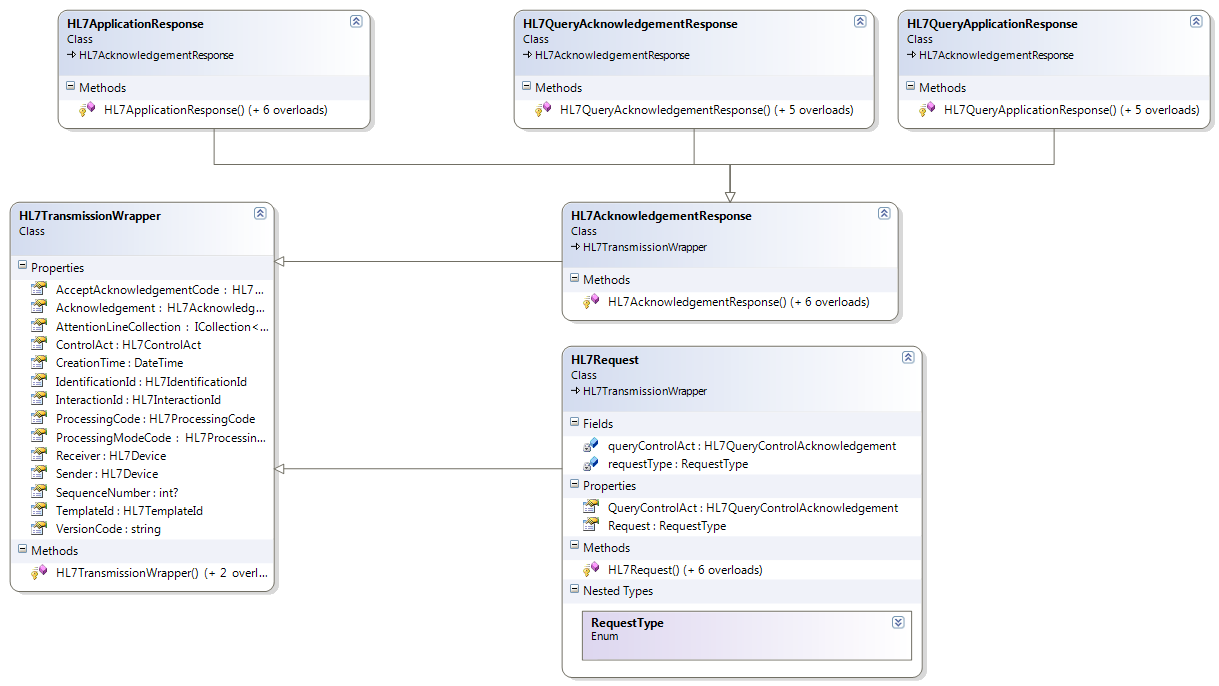 HL7ApplicationResponse
Class
HL7AcknowledgementResponse
Methods
HL7ApplicationResponse() (+ 6 overloads)
HL7QueryAcknowledgementResponse
Class
HL7AcknowledgementResponse
Methods
HL7QueryAcknowledgementResponse() (+ 5 overloads)
HL7QueryApplicationResponse
Class
HL7AcknowledgementResponse
Methods
HL7QueryApplicationResponse() (+ 5 overloads)
HL7TransmissionWrapper
Class
Properties
AcceptAcknowledgementCode : HL7...
Acknowledgement : HL7Acknowledg...
AttentionLineCollection : ICollection<...
ControlAct : HL7ControlAct
CreationTime : DateTime
IdentificationId : HL7IdentificationId
InteractionId : HL7InteractionId
ProcessingCode : HL7ProcessingCode
ProcessingModeCode : HL7Processin...
Receiver : HL7Device
Sender : HL7Device
SequenceNumber : int?
TemplateId : HL7TemplateId
VersionCode : string
Methods
HL7TransmissionWrapper() (+ 2 overl...
HL7AcknowledgementResponse
Class
HL7TransmissionWrapper
Methods
HL7AcknowledgementResponse() (+ 6 overloads)
HL7Request
Class
HL7TransmissionWrapper
Fields
queryControlAct : HL7QueryControlAcknowledgement
requestType : RequestType
Properties
QueryControlAct : HL7QueryControlAcknowledgement
Request : RequestType
Methods
HL7Request() (+ 6 overloads)
Nested Types
RequestType
Enum